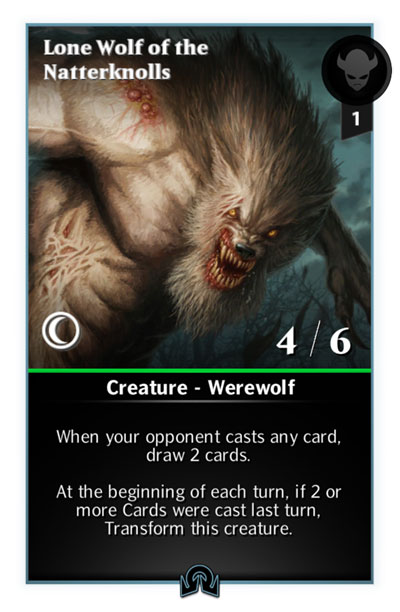 Lone Wolf of the
Natterknolls
1
4 / 6
Creature - Werewolf
When your opponent casts any card,
draw 2 cards.
At the beginning of each turn, if 2 or
more Cards were cast last turn,
Transform this creature.